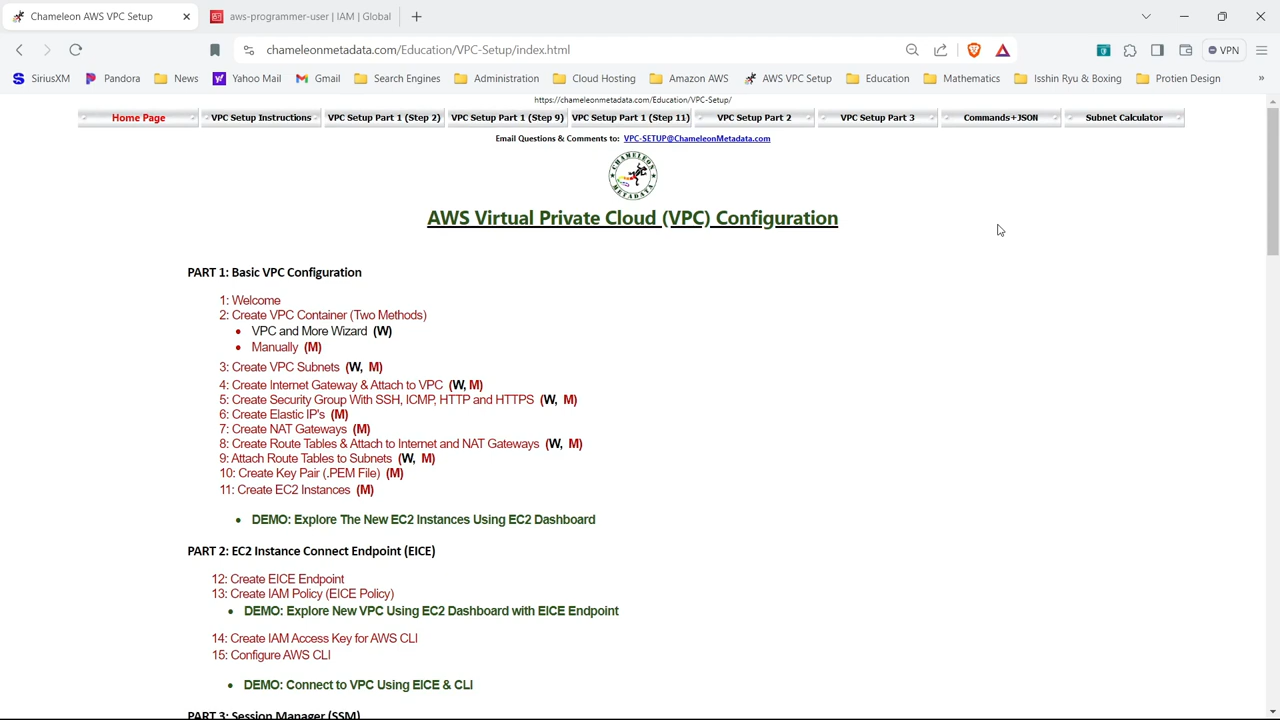 Chameleon AWS VPC Setup
aws-programmer-user | IAM | Global
chameleonmetadata.com/Education/VPC-Setup/index.html
VPN
SiriusXM Pandora News Yahoo Mail Gmail Search Engines Administration Cloud Hosting Amazon AWS AWS VPC Setup Education Mathematics Isshin Ryu & Boxing Protien Design »
https://chameleonmetadata.com/Education/VPC-Setup/
Home Page VPC Setup Instructions VPC Setup Part 1 (Step 2) VPC Setup Part 1 (Step 9) VPC Setup Part 1 (Step 11) VPC Setup Part 2 VPC Setup Part 3 Commands+JSON Subnet Calculator
Email Questions & Comments to: VPC-SETUP@ChameleonMetadata.com
CHAMELEON
METADATA
AWS Virtual Private Cloud (VPC) Configuration
PART 1: Basic VPC Configuration
1: Welcome
2: Create VPC Container (Two Methods)
• VPC and More Wizard (W)
• Manually (M)
3: Create VPC Subnets (W, M)
4: Create Internet Gateway & Attach to VPC (W, M)
5: Create Security Group With SSH, ICMP, HTTP and HTTPS (W, M)
6: Create Elastic IP's (M)
7: Create NAT Gateways (M)
8: Create Route Tables & Attach to Internet and NAT Gateways (W, M)
9: Attach Route Tables to Subnets (W, M)
10: Create Key Pair (.PEM File) (M)
11: Create EC2 Instances (M)
• DEMO: Explore The New EC2 Instances Using EC2 Dashboard
PART 2: EC2 Instance Connect Endpoint (EICE)
12: Create EICE Endpoint
13: Create IAM Policy (EICE Policy)
• DEMO: Explore New VPC Using EC2 Dashboard with EICE Endpoint
14: Create IAM Access Key for AWS CLI
15: Configure AWS CLI
• DEMO: Connect to VPC Using EICE & CLI
PART 3: Session Manager (SSM)